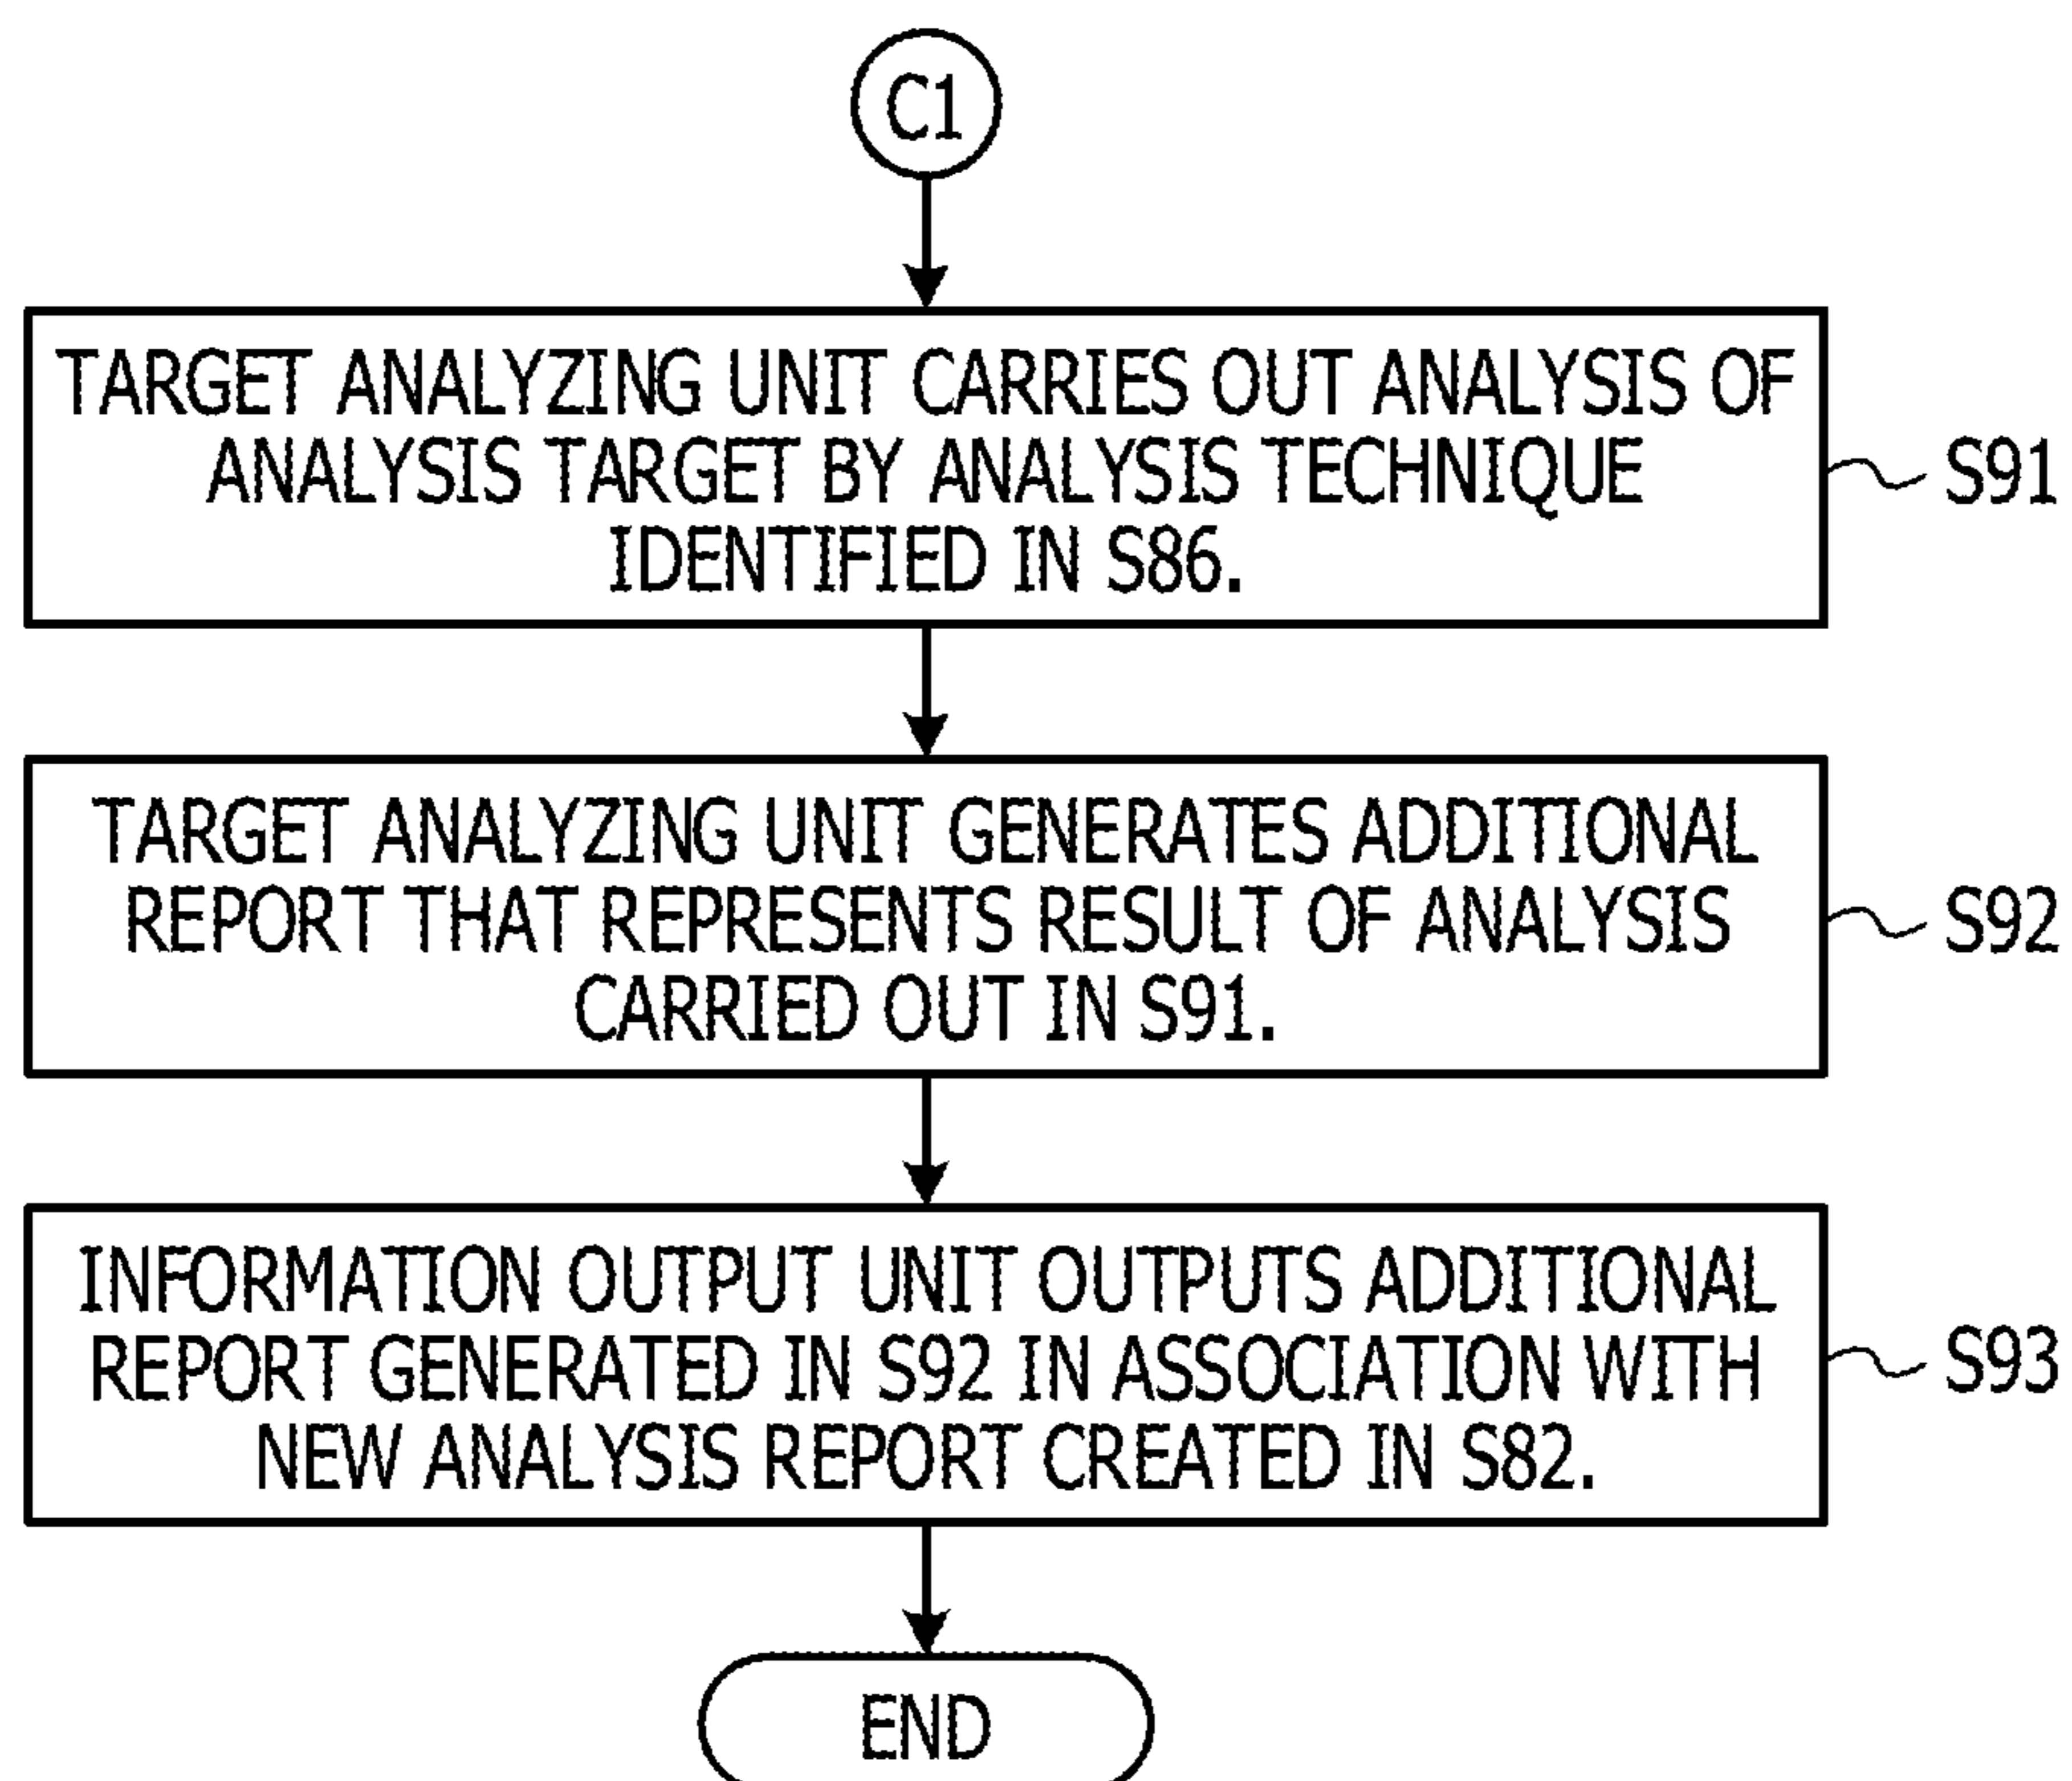 C1
TARGET ANALYZING UNIT CARRIES OUT ANALYSIS OF
ANALYSIS TARGET BY ANALYSIS TECHNIQUE
IDENTIFIED IN S86.
S91
TARGET ANALYZING UNIT GENERATES ADDITIONAL
REPORT THAT REPRESENTS RESULT OF ANALYSIS
CARRIED OUT IN S91.
S92
INFORMATION OUTPUT UNIT OUTPUTS ADDITIONAL
REPORT GENERATED IN S92 IN ASSOCIATION WITH
NEW ANALYSIS REPORT CREATED IN S82.
S93
END